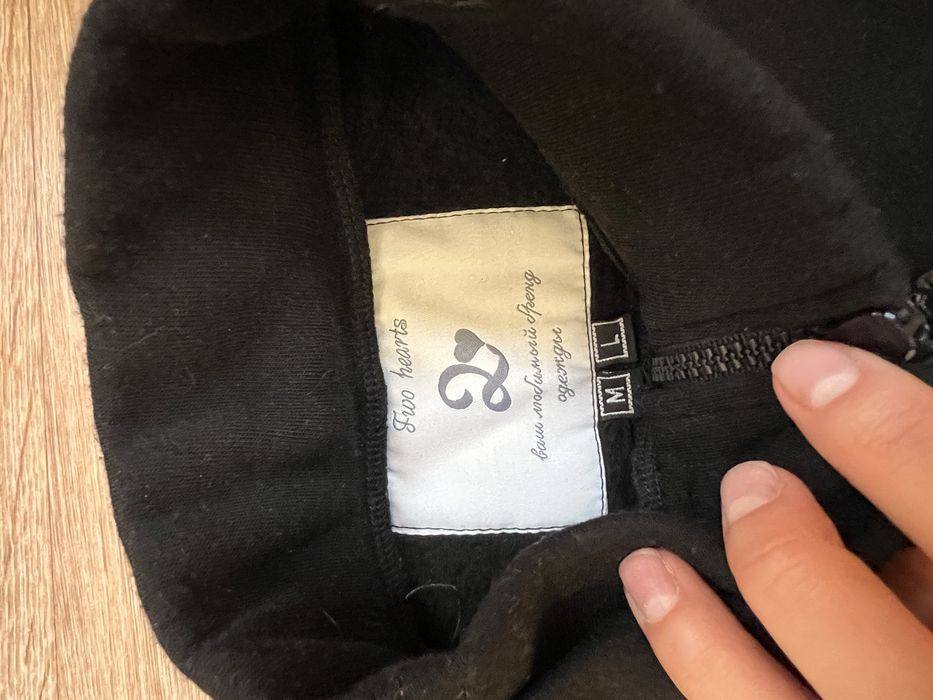 Two hearts
ваш любимый бренд
одежды
M L